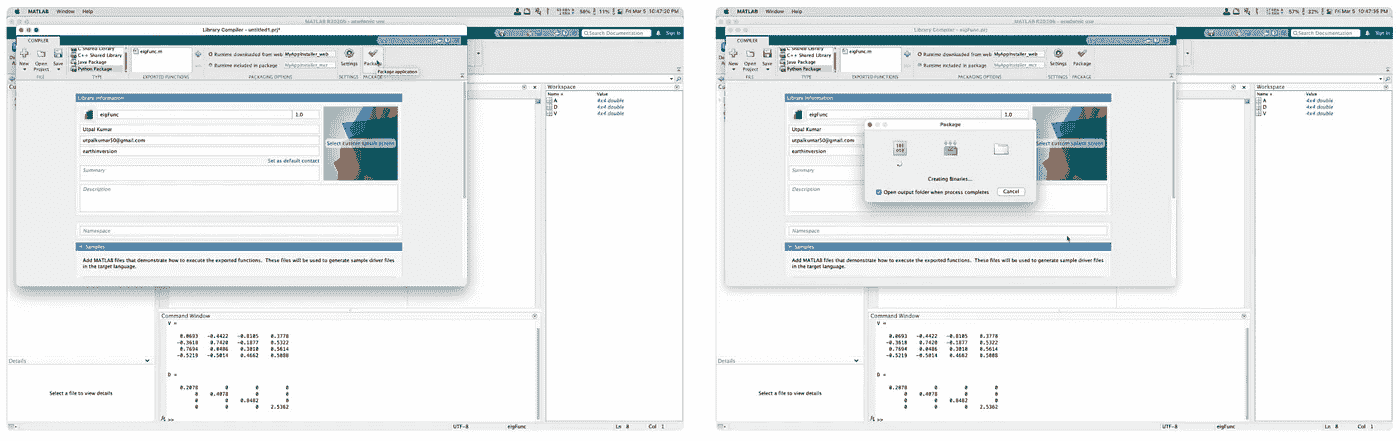 MATLAB Window Help
58% 11% Fri Mar 5 10:47:20 PM
MATLAB R2020b - academic use
Library Compiler - untitled1.prj*
COMPILER
Search Documentation
Sign In
New
Open Project
Save
C++ Shared Library
Java Package
Python Package
eigFunc.m
Runtime downloaded from web MyAppInstaller_web
Runtime included in package MyAppInstaller_mcr
Settings
Package
Package application
FILE TYPE EXPORTED FUNCTIONS PACKAGING OPTIONS SETTINGS PACKAGE
Library information
eigFunc 1.0
Utpal Kumar
utpalkumar50@gmail.com
earthinversion
Set as default contact
Select custom splash screen
Summary
Description
Namespace
Samples
Add MATLAB files that demonstrate how to execute the exported functions. These files will be used to generate sample driver files
in the target language.
Workspace
Name Value
A 4x4 double
D 4x4 double
V 4x4 double
Command Window
V =
0.0693 -0.4422 -0.8105 0.3778
-0.3618 0.7420 -0.1877 0.5322
0.7694 0.0486 0.3010 0.5614
-0.5219 -0.5014 0.4662 0.5088
D =
0.2078 0 0 0
0 0.4078 0 0
0 0 0.8482 0
0 0 0 2.5362
Details
Select a file to view details
UTF-8 eigFunc Ln 8 Col 1
MATLAB Window Help
57% 32% Fri Mar 5 10:47:35 PM
MATLAB R2020b - academic use
Library Compiler - eigFunc.prj
COMPILER
Search Documentation
Sign In
New
Open Project
Save
C++ Shared Library
Java Package
Python Package
eigFunc.m
Runtime downloaded from web MyAppInstaller_web
Runtime included in package MyAppInstaller_mcr
Settings
Package
FILE TYPE EXPORTED FUNCTIONS PACKAGING OPTIONS SETTINGS PACKAGE
Library information
eigFunc 1.0
Utpal Kumar
utpalkumar50@gmail.com
earthinversion
Select custom splash screen
Summary
Description
Package
Creating Binaries...
Open output folder when process completes
Cancel
Namespace
Samples
Add MATLAB files that demonstrate how to execute the exported functions. These files will be used to generate sample driver files
in the target language.
Workspace
Name Value
A 4x4 double
D 4x4 double
V 4x4 double
Command Window
V =
0.0693 -0.4422 -0.8105 0.3778
-0.3618 0.7420 -0.1877 0.5322
0.7694 0.0486 0.3010 0.5614
-0.5219 -0.5014 0.4662 0.5088
D =
0.2078 0 0 0
0 0.4078 0 0
0 0 0.8482 0
0 0 0 2.5362
Details
Select a file to view details
UTF-8 eigFunc Ln 8 Col 1